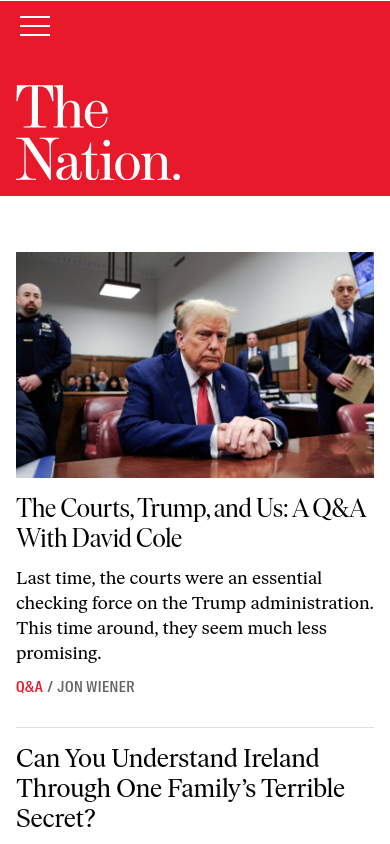 The
Nation.
The Courts, Trump, and Us: A Q&A
With David Cole
Last time, the courts were an essential
checking force on the Trump administration.
This time around, they seem much less
promising.
Q&A / JON WIENER
Can You Understand Ireland
Through One Family’s Terrible
Secret?